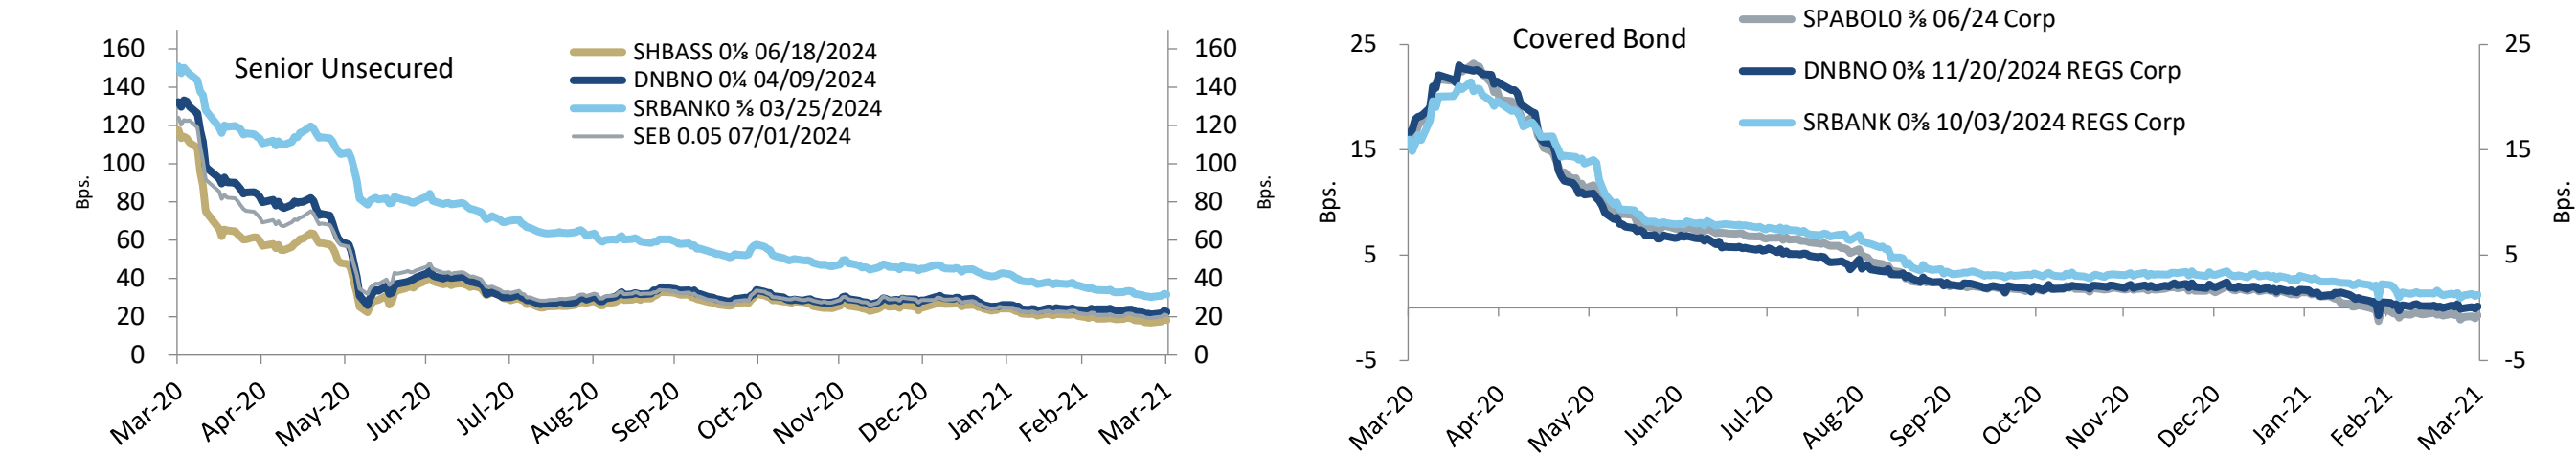 Senior Unsecured
SHBASS 0⅛ 06/18/2024
DNBNO 0¼ 04/09/2024
SRBANK0 ⅝ 03/25/2024
SEB 0.05 07/01/2024
160
140
120
100
80
60
40
20
0
Bps.
160
140
120
100
80
60
40
20
0
Bps.
Mar-20
Apr-20
May-20
Jun-20
Jul-20
Aug-20
Sep-20
Oct-20
Nov-20
Dec-20
Jan-21
Feb-21
Mar-21
Covered Bond
SPABOL0 ⅜ 06/24 Corp
DNBNO 0⅜ 11/20/2024 REGS Corp
SRBANK 0⅜ 10/03/2024 REGS Corp
25
15
5
-5
Bps.
25
15
5
-5
Bps.
Mar-20
Apr-20
May-20
Jun-20
Jul-20
Aug-20
Sep-20
Oct-20
Nov-20
Dec-20
Jan-21
Feb-21
Mar-21